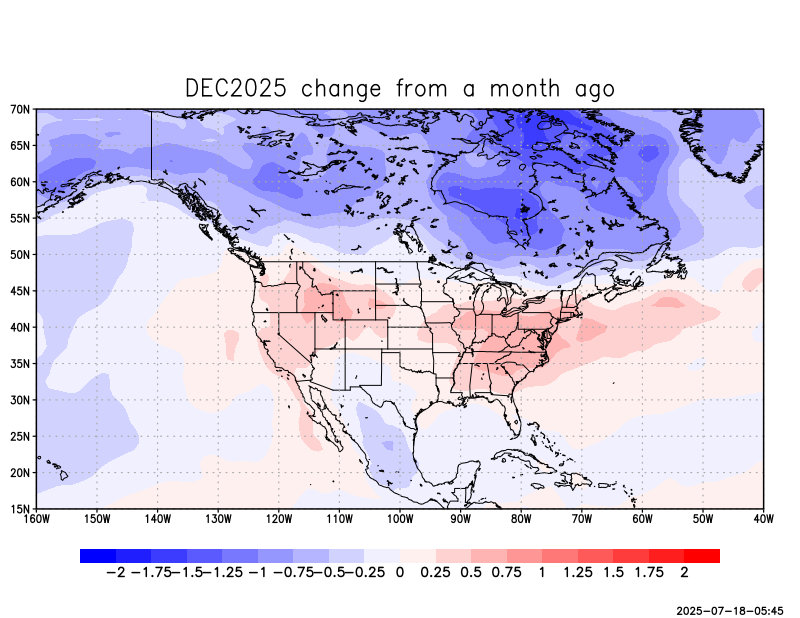 DEC2025 change from a month ago
70N
65N
60N
55N
50N
45N
40N
35N
30N
25N
20N
15N
160W 150W 140W 130W 120W 110W 100W 90W 80W 70W 60W 50W 40W
-2 -1.75 -1.5 -1.25 -1 -0.75 -0.5 -0.25 0 0.25 0.5 0.75 1 1.25 1.5 1.75 2
2025-07-18-05:45